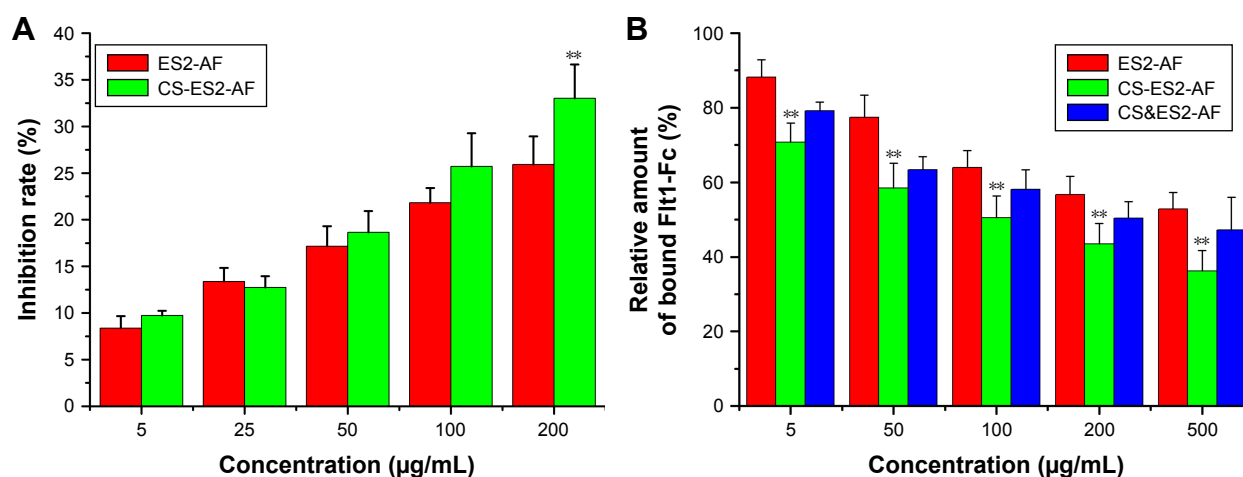 A
ES2-AF
CS-ES2-AF
**
40
35
30
25
20
15
10
5
0
Inhibition rate (%)
5 25 50 100 200
Concentration (µg/mL)
B
ES2-AF
CS-ES2-AF
CS&ES2-AF
100
80
60
40
20
0
Relative amount
of bound Flt1-Fc (%)
** ** ** ** **
5 50 100 200 500
Concentration (µg/mL)